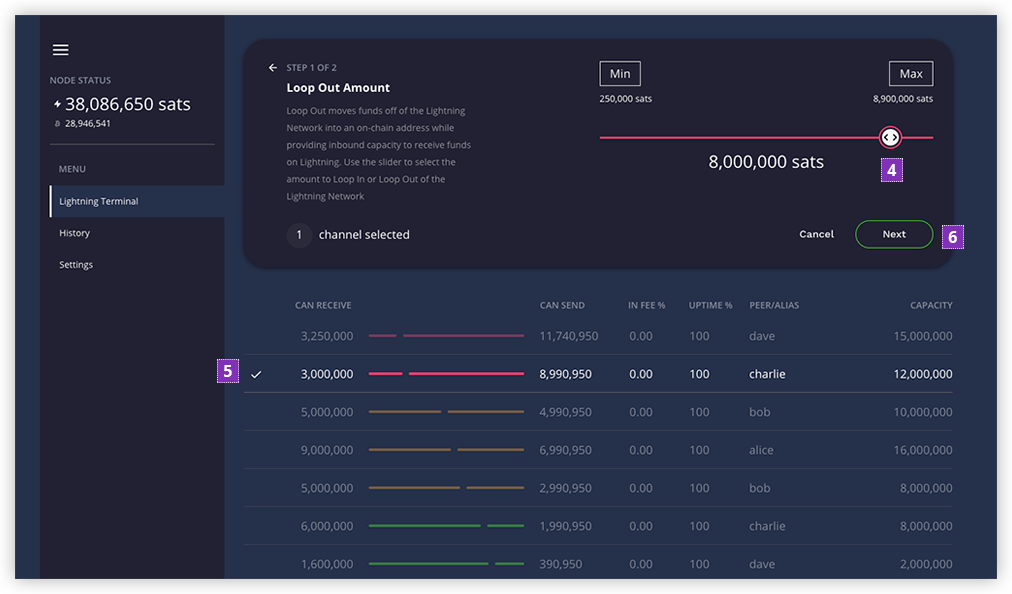 NODE STATUS
38,086,650 sats
28,946,541
MENU
Lightning Terminal
History
Settings
STEP 1 OF 2
Loop Out Amount
Loop Out moves funds off of the Lightning
Network into an on-chain address while
providing inbound capacity to receive funds
on Lightning. Use the slider to select the
amount to Loop In or Loop Out of the
Lightning Network
1 channel selected
Min Max
250,000 sats 8,900,000 sats
8,000,000 sats
4
Cancel Next 6
CAN RECEIVE CAN SEND IN FEE % UPTIME % PEER/ALIAS CAPACITY
3,250,000 11,740,950 0.00 100 dave 15,000,000
5 3,000,000 8,990,950 0.00 100 charlie 12,000,000
5,000,000 4,990,950 0.00 100 bob 10,000,000
9,000,000 6,990,950 0.00 100 alice 16,000,000
5,000,000 2,990,950 0.00 100 bob 8,000,000
6,000,000 1,990,950 0.00 100 charlie 8,000,000
1,600,000 390,950 0.00 100 dave 2,000,000